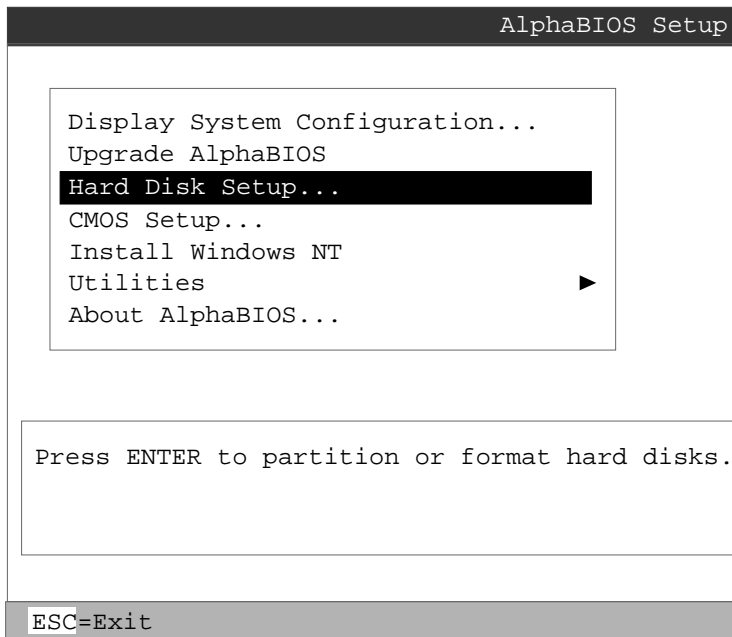 AlphaBIOS Setup
Display System Configuration...
Upgrade AlphaBIOS
Hard Disk Setup...
CMOS Setup...
Install Windows NT
Utilities
About AlphaBIOS...
Press ENTER to partition or format hard disks.
ESC=Exit